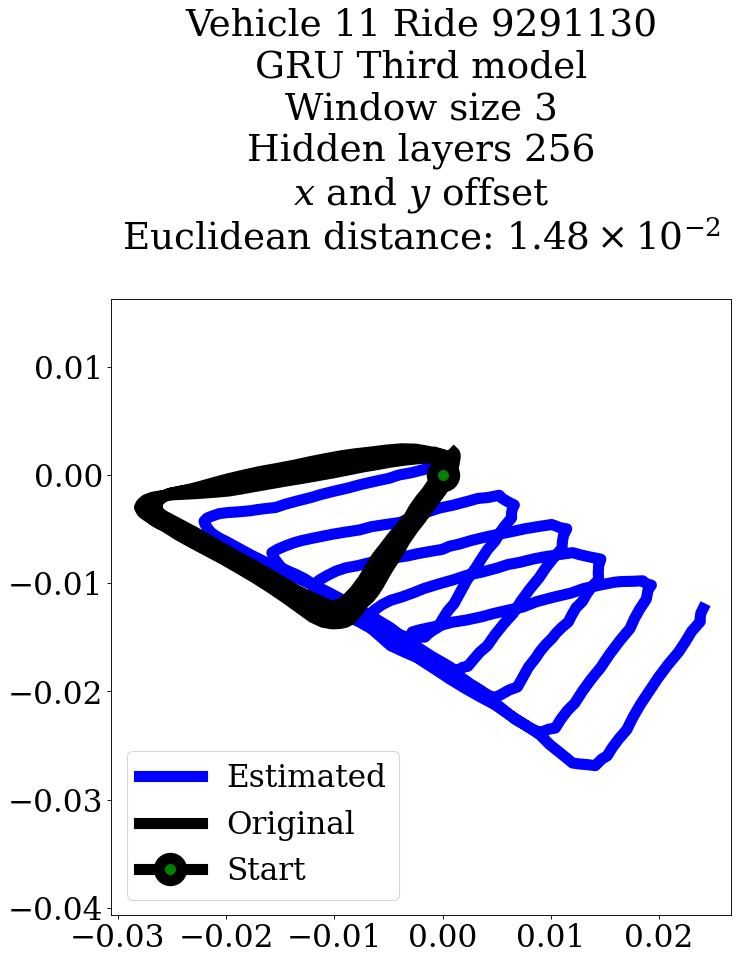 Vehicle 11 Ride 9291130
GRU Third model
Window size 3
Hidden layers 256
x and y offset
Euclidean distance: 1.48 × 10⁻²
0.01
0.00
−0.01
−0.02
−0.03
−0.04
Estimated
Original
Start
−0.03 −0.02 −0.01 0.00 0.01 0.02